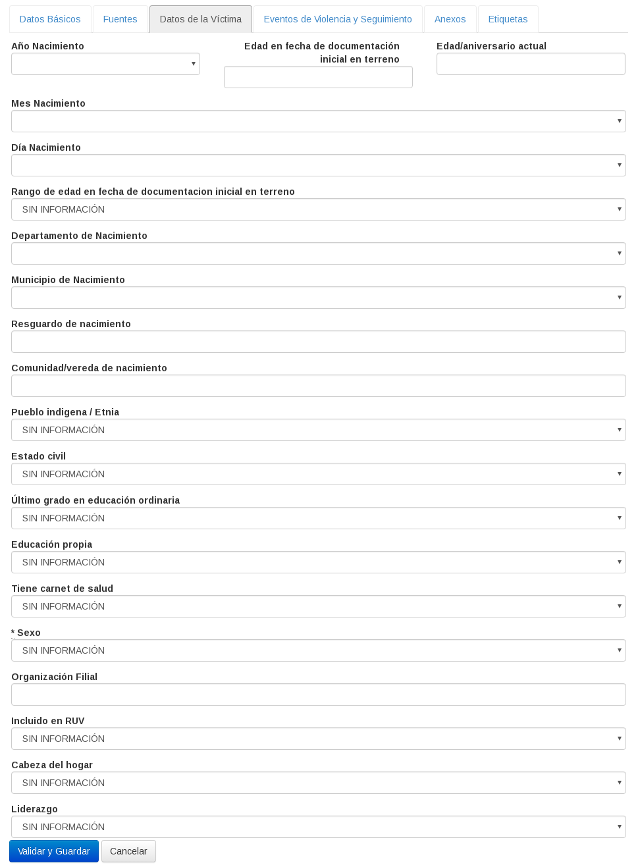 Datos Básicos Fuentes Datos de la Víctima Eventos de Violencia y Seguimiento Anexos Etiquetas
Año Nacimiento
Edad en fecha de documentación
inicial en terreno
Edad/aniversario actual
Mes Nacimiento
Día Nacimiento
Rango de edad en fecha de documentacion inicial en terreno
SIN INFORMACIÓN
Departamento de Nacimiento
Municipio de Nacimiento
Resguardo de nacimiento
Comunidad/vereda de nacimiento
Pueblo indigena / Etnia
SIN INFORMACIÓN
Estado civil
SIN INFORMACIÓN
Último grado en educación ordinaria
SIN INFORMACIÓN
Educación propia
SIN INFORMACIÓN
Tiene carnet de salud
SIN INFORMACIÓN
* Sexo
SIN INFORMACIÓN
Organización Filial
Incluido en RUV
SIN INFORMACIÓN
Cabeza del hogar
SIN INFORMACIÓN
Liderazgo
SIN INFORMACIÓN
Validar y Guardar Cancelar